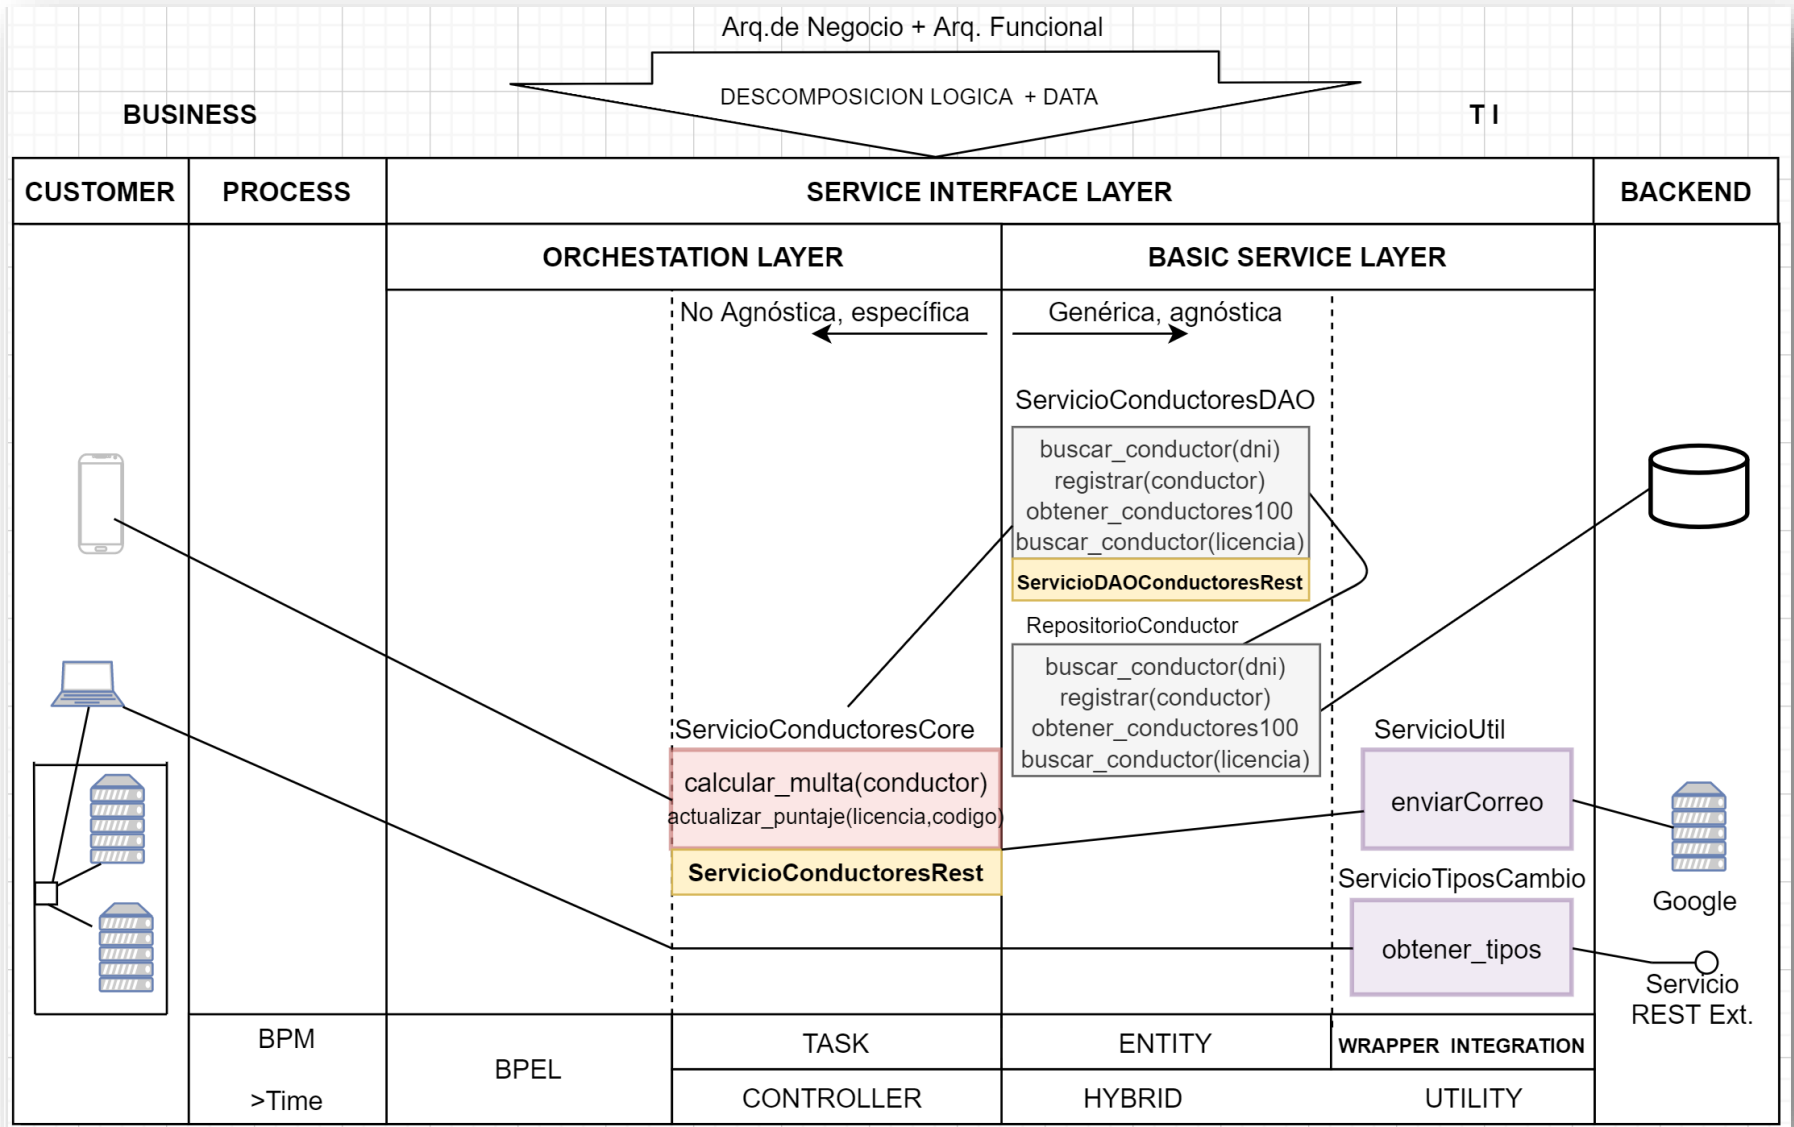 Arq.de Negocio + Arq. Funcional
DESCOMPOSICION LOGICA + DATA
BUSINESS
T I
CUSTOMER
PROCESS
SERVICE INTERFACE LAYER
BACKEND
ORCHESTATION LAYER
BASIC SERVICE LAYER
No Agnóstica, específica
Genérica, agnóstica
ServicioConductoresDAO
buscar_conductor(dni)
registrar(conductor)
obtener_conductores100
buscar_conductor(licencia)
ServicioDAOConductoresRest
RepositorioConductor
buscar_conductor(dni)
registrar(conductor)
obtener_conductores100
buscar_conductor(licencia)
ServicioConductoresCore
calcular_multa(conductor)
actualizar_puntaje(licencia,codigo)
ServicioConductoresRest
ServicioUtil
enviarCorreo
ServicioTiposCambio
obtener_tipos
Google
Servicio
REST Ext.
BPM
>Time
BPEL
TASK
ENTITY
WRAPPER INTEGRATION
CONTROLLER
HYBRID
UTILITY